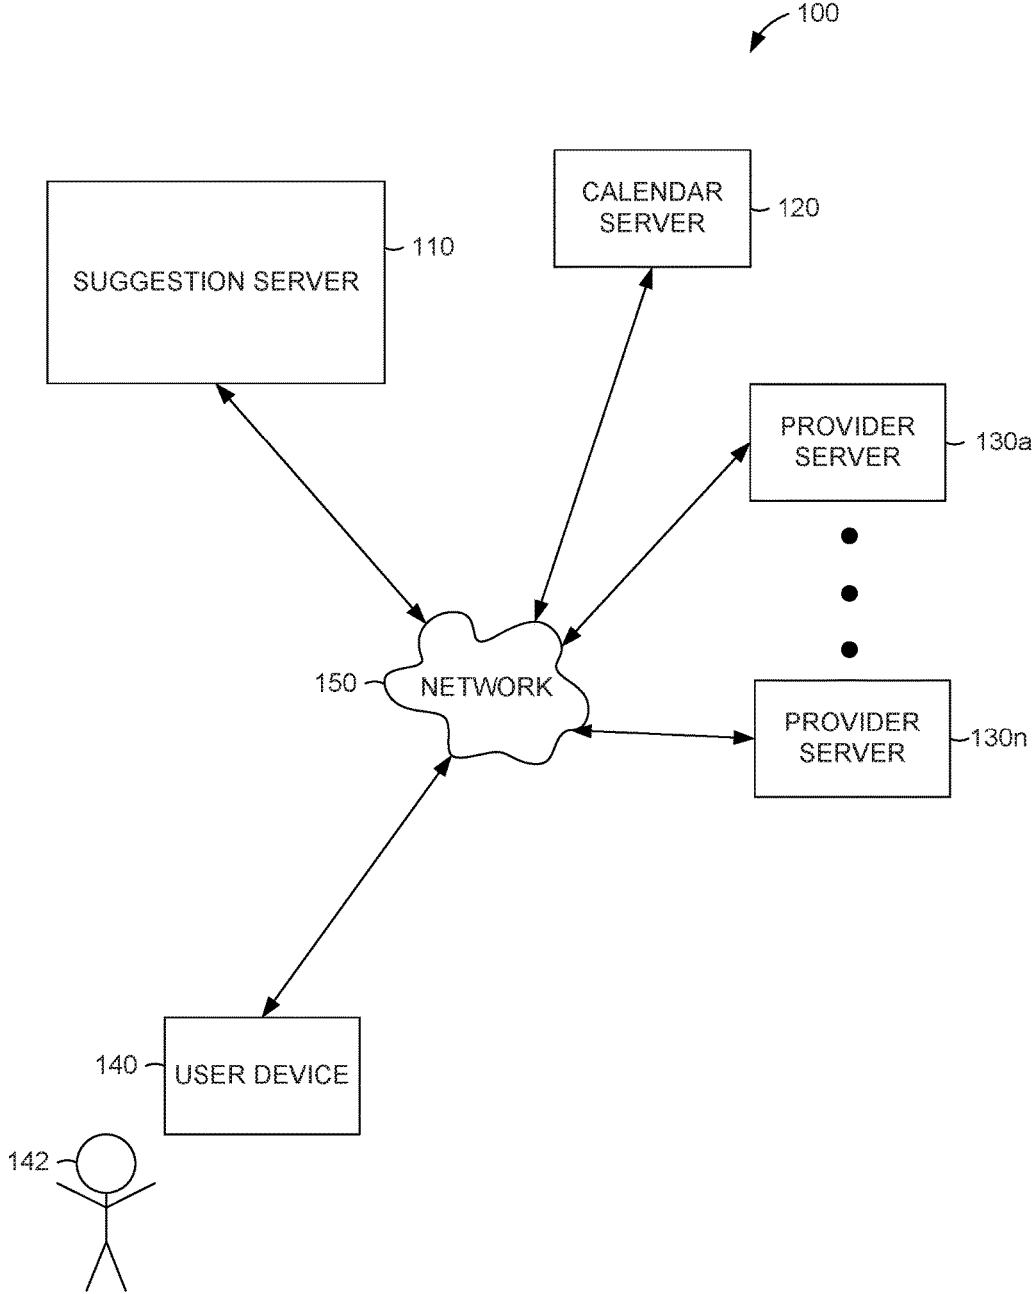 100
CALENDAR
SERVER
120
SUGGESTION SERVER
110
PROVIDER
SERVER
130a
150
NETWORK
PROVIDER
SERVER
130n
140
USER DEVICE
142